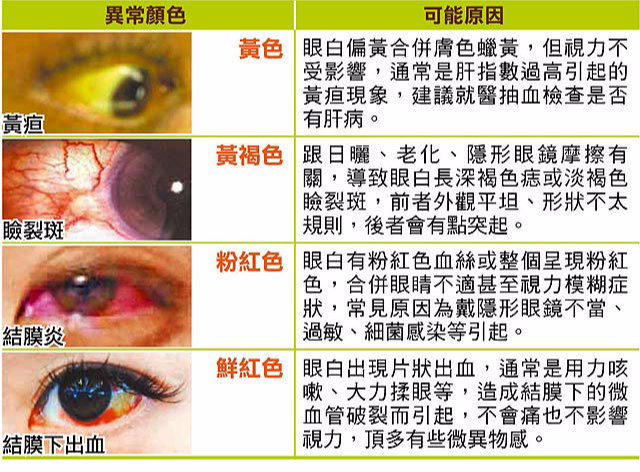 異常顏色
可能原因
黃色
黃疸
眼白偏黃合併膚色蠟黃，但視力不
受影響，通常是肝指數過高引起的
黃疸現象，建議就醫抽血檢查是否
有肝病。
黃褐色
瞼裂斑
跟日曬、老化、隱形眼鏡摩擦有
關，導致眼白長深褐色痣或淡褐色
瞼裂斑，前者外觀平坦、形狀不太
規則，後者會有點突起。
粉紅色
結膜炎
眼白有粉紅色血絲或整個呈現粉紅
色，合併眼睛不適甚至視力模糊症
狀，常見原因為戴隱形眼鏡不當、
過敏、細菌感染等引起。
鮮紅色
結膜下出血
眼白出現片狀出血，通常是用力咳
嗽、大力揉眼等，造成結膜下的微
血管破裂而引起，不會痛也不影響
視力，頂多有些微異物感。